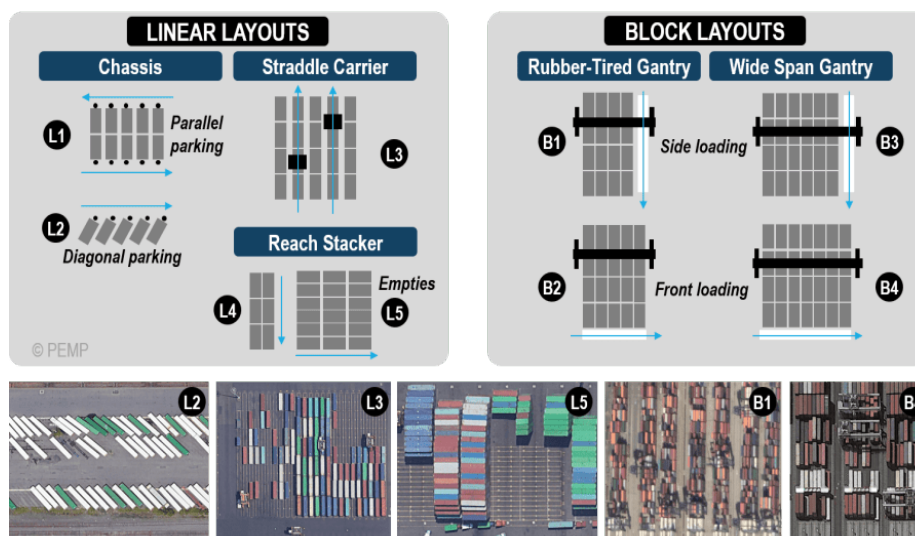 LINEAR LAYOUTS
Chassis
Straddle Carrier
L1
Parallel
parking
L3
L2
Diagonal parking
Reach Stacker
L4
Empties
L5
© PEMP
BLOCK LAYOUTS
Rubber-Tired Gantry
Wide Span Gantry
B1
Side loading
B3
B2
Front loading
B4
L2
L3
L5
B1